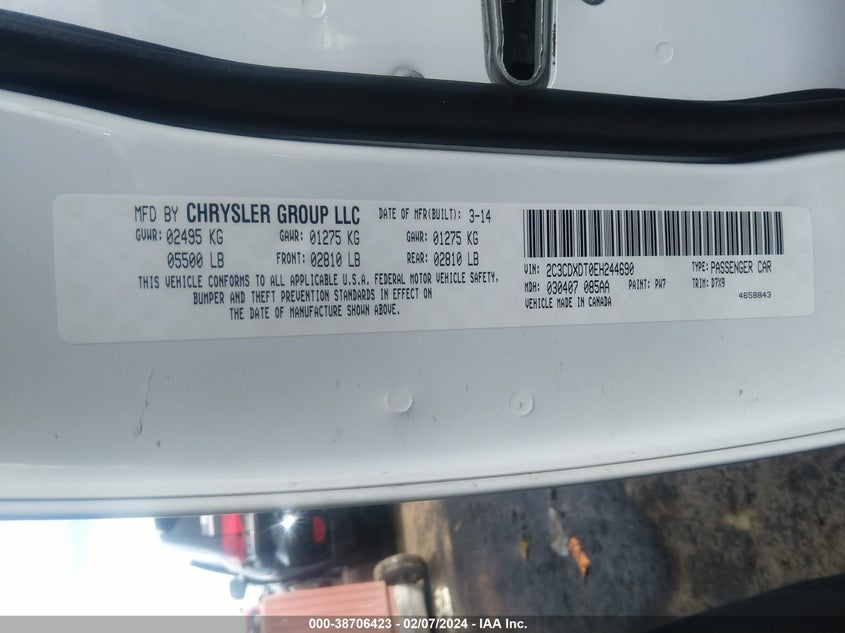 MFD BY CHRYSLER GROUP LLC DATE OF MFR(BUILT): 3-14
GVWR: 02495 KG GAWR: 01275 KG GAWR: 01275 KG
05500 LB FRONT: 02810 LB REAR: 02810 LB
THIS VEHICLE CONFORMS TO ALL APPLICABLE U.S.A. FEDERAL MOTOR VEHICLE SAFETY,
BUMPER AND THEFT PREVENTION STANDARDS IN EFFECT ON
THE DATE OF MANUFACTURE SHOWN ABOVE.
VIN: 2C3CDXDT0EH244690 TYPE: PASSENGER CAR
MDH: 030407 085AA PAINT: PW7 TRIM: D7X9
VEHICLE MADE IN CANADA 4658843
000-38706423 - 02/07/2024 - IAA Inc.